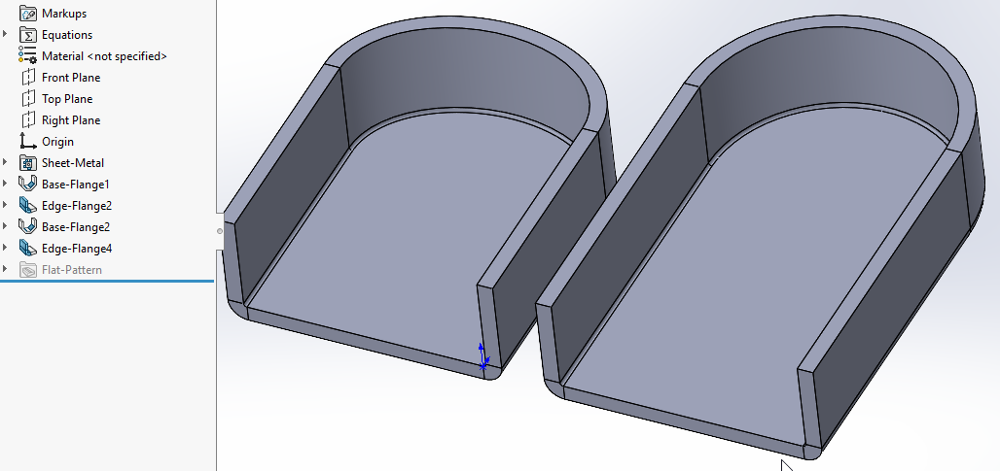 Markups
Equations
Material <not specified>
Front Plane
Top Plane
Right Plane
Origin
Sheet-Metal
Base-Flange1
Edge-Flange2
Base-Flange2
Edge-Flange4
Flat-Pattern